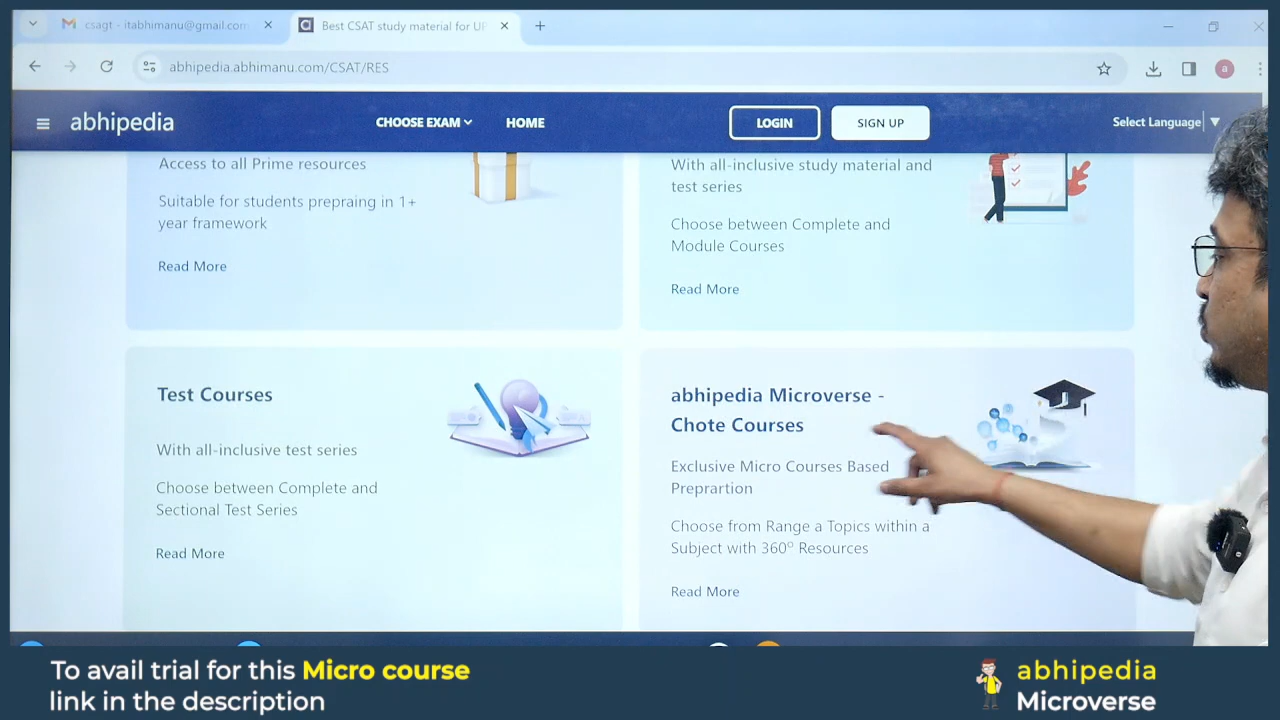 csagt - itabhimanu@gmail.com
Best CSAT study material for UP
abhipedia.abhimanu.com/CSAT/RES
a
abhipedia
CHOOSE EXAM
HOME
LOGIN
SIGN UP
Select Language
Access to all Prime resources
Suitable for students prepraing in 1+
year framework
Read More
With all-inclusive study material and
test series
Choose between Complete and
Module Courses
Read More
Test Courses
With all-inclusive test series
Choose between Complete and
Sectional Test Series
Read More
abhipedia Microverse -
Chote Courses
Exclusive Micro Courses Based
Preprartion
Choose from Range a Topics within a
Subject with 360° Resources
Read More
To avail trial for this Micro course
link in the description
abhipedia
Microverse